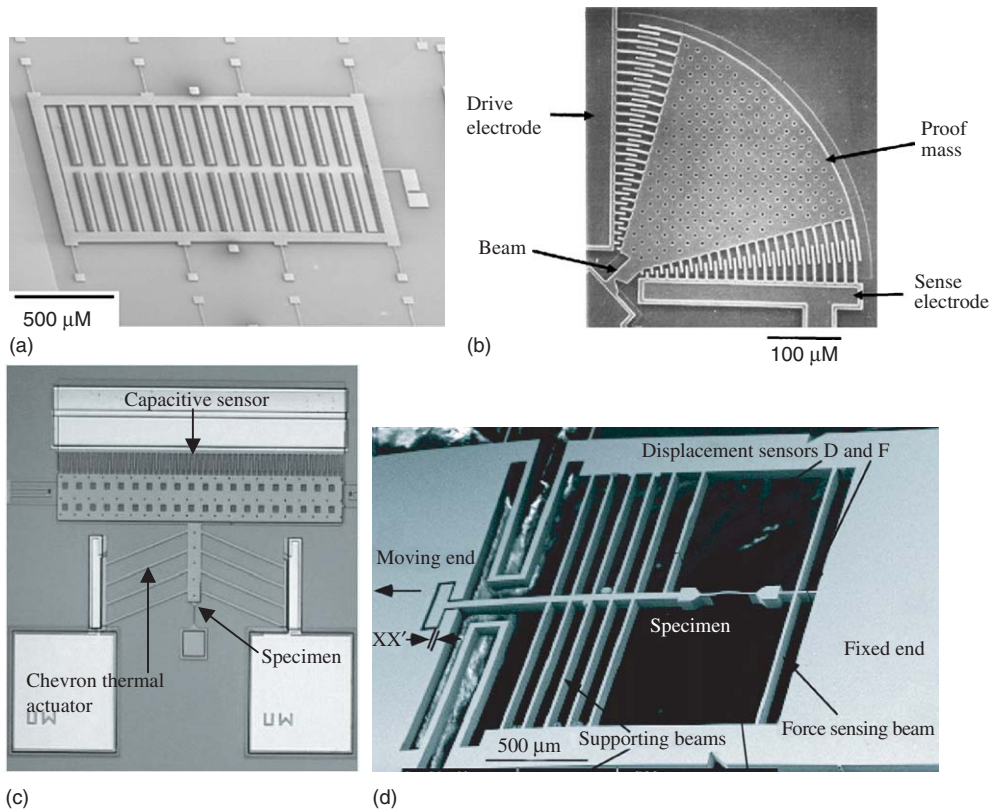 500 μM
(a)
Drive
electrode
Beam
Proof
mass
Sense
electrode
100 μM
(b)
Capacitive sensor
Chevron thermal
actuator
Specimen
UW
UW
(c)
Displacement sensors D and F
Moving end
XX'
Specimen
Fixed end
Force sensing beam
Supporting beams
500 μm
(d)